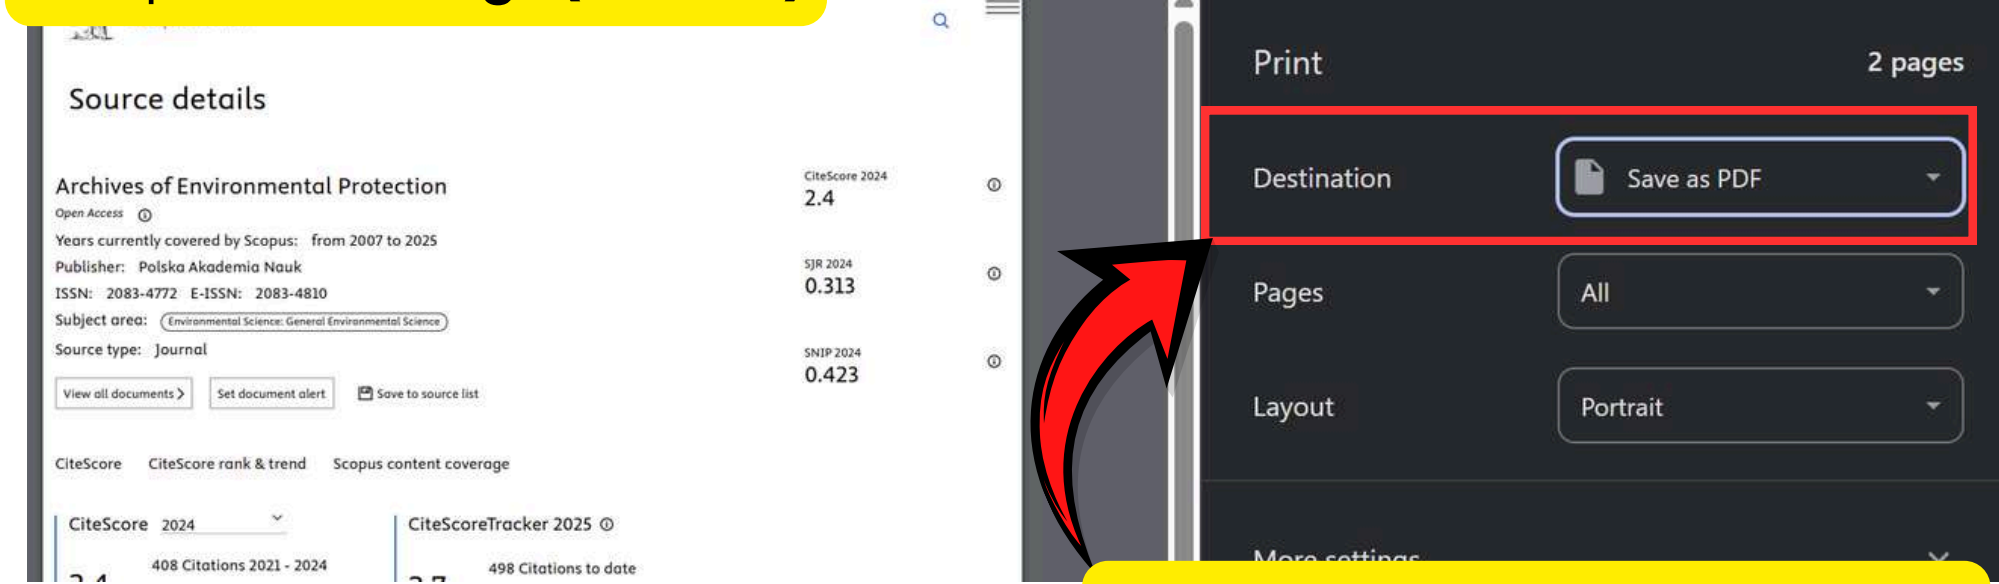 Source details
Archives of Environmental Protection
Open Access
Years currently covered by Scopus: from 2007 to 2025
Publisher: Polska Akademia Nauk
ISSN: 2083-4772 E-ISSN: 2083-4810
Subject area: Environmental Science: General Environmental Science
Source type: Journal
View all documents >
Set document alert
Save to source list
CiteScore 2024
2.4
SJR 2024
0.313
SNIP 2024
0.423
CiteScore CiteScore rank & trend Scopus content coverage
CiteScore 2024
408 Citations 2021 - 2024
CiteScoreTracker 2025
498 Citations to date
Print
2 pages
Destination
Save as PDF
Pages
All
Layout
Portrait
More settings